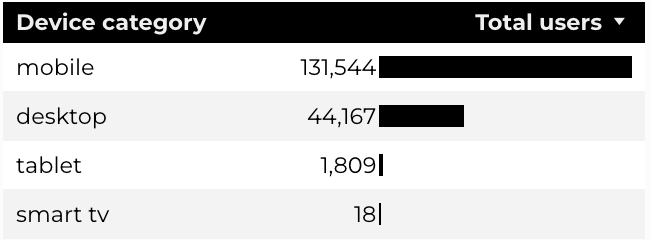 Device category Total users
mobile 131,544
desktop 44,167
tablet 1,809
smart tv 18